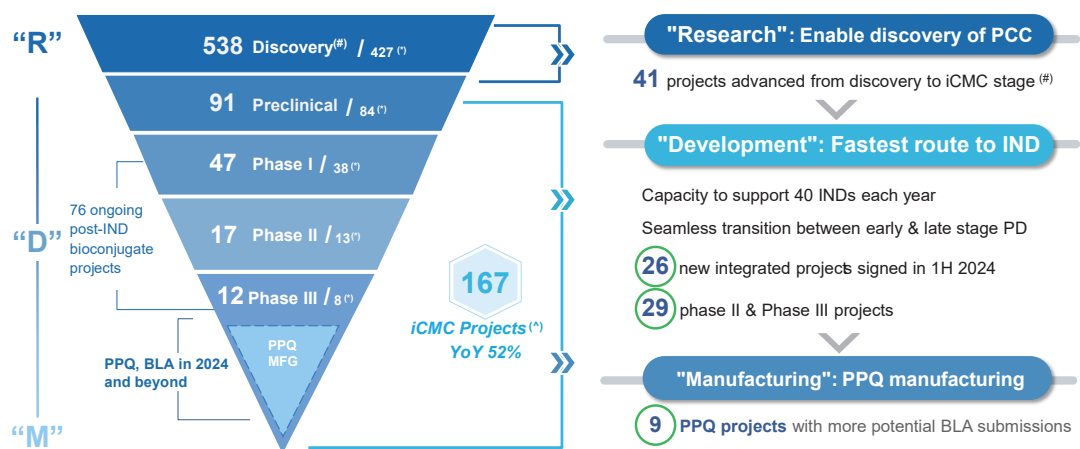 “R”
538 Discovery(#) / 427 (*)
91 Preclinical / 84 (*)
47 Phase I / 38 (*)
76 ongoing
post-IND
bioconjugate
projects
“D”
17 Phase II / 13(*)
12 Phase III / 8 (*)
PPQ
MFG
PPQ, BLA in 2024
and beyond
“M”
167
iCMC Projects(^)
YoY 52%
"Research": Enable discovery of PCC
41 projects advanced from discovery to iCMC stage (#)
"Development": Fastest route to IND
Capacity to support 40 INDs each year
Seamless transition between early & late stage PD
26 new integrated projects signed in 1H 2024
29 phase II & Phase III projects
"Manufacturing": PPQ manufacturing
9 PPQ projects with more potential BLA submissions